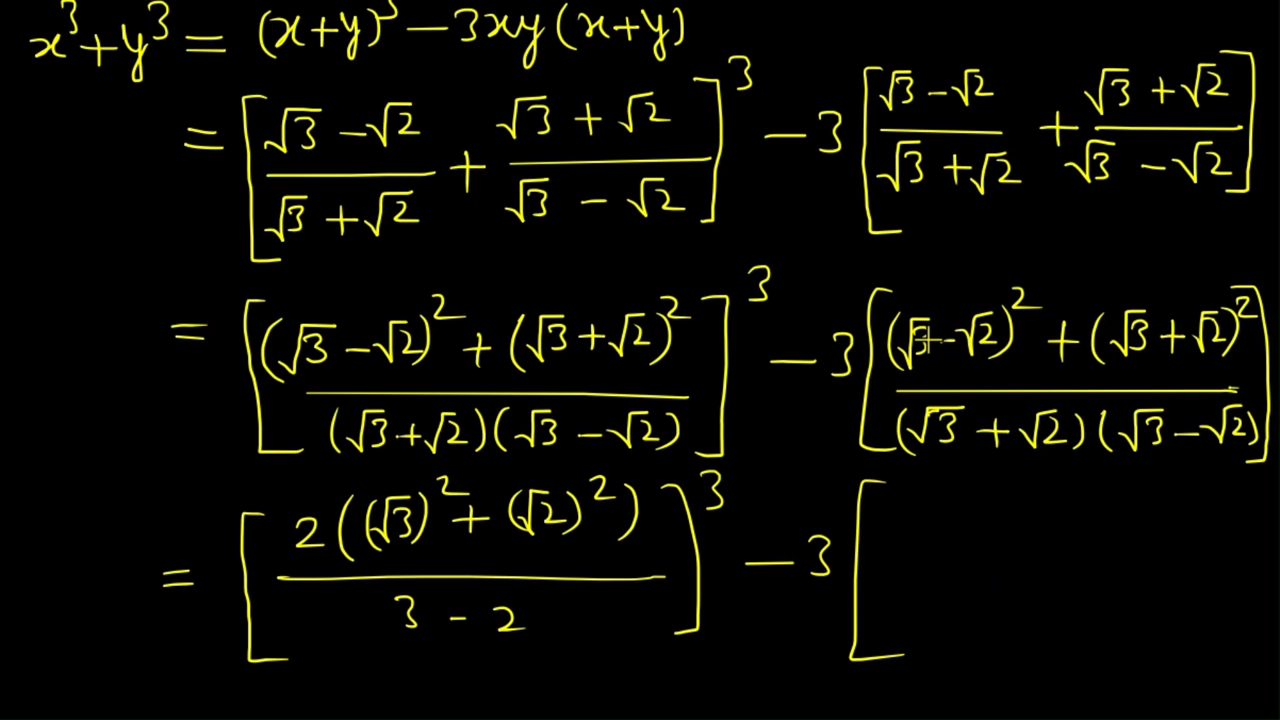 x³ + y³ = (x+y)³ − 3xy(x+y)
= [(√3 − √2)/(√3 + √2) + (√3 + √2)/(√3 − √2)]³ − 3[(√3 − √2)/(√3 + √2) + (√3 + √2)/(√3 − √2)]
= [((√3 − √2)² + (√3 + √2)²)/((√3 + √2)(√3 − √2))]³ − 3[((√3 − √2)² + (√3 + √2)²)/((√3 + √2)(√3 − √2))]
= [2((√3)² + (√2)²)/(3 − 2)]³ − 3[